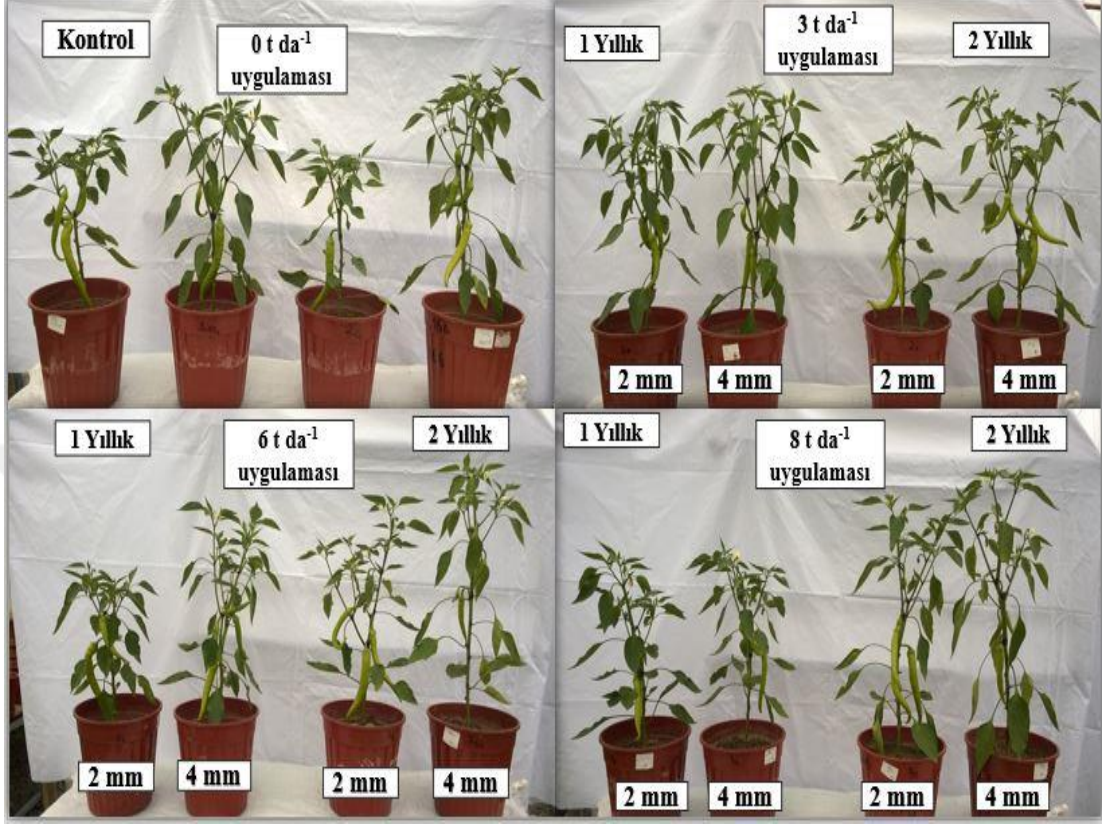 Kontrol
0 t da⁻¹
uygulaması
1 Yıllık
3 t da⁻¹
uygulaması
2 Yıllık
2 mm
4 mm
2 mm
4 mm
1 Yıllık
6 t da⁻¹
uygulaması
2 Yıllık
2 mm
4 mm
2 mm
4 mm
1 Yıllık
8 t da⁻¹
uygulaması
2 Yıllık
2 mm
4 mm
2 mm
4 mm